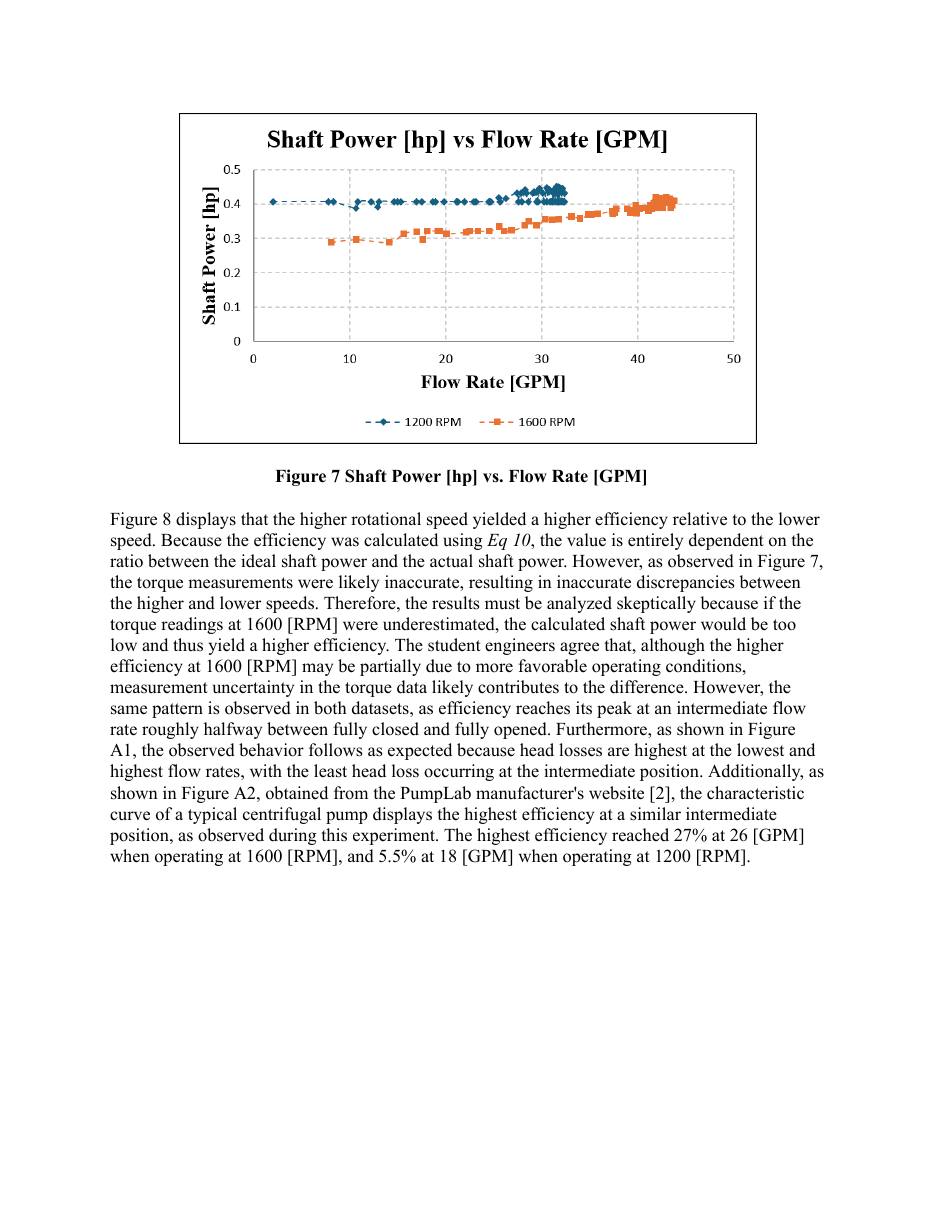 Shaft Power [hp] vs Flow Rate [GPM]
Shaft Power [hp]
0.5
0.4
0.3
0.2
0.1
0
0 10 20 30 40 50
Flow Rate [GPM]
1200 RPM 1600 RPM
Figure 7 Shaft Power [hp] vs. Flow Rate [GPM]
Figure 8 displays that the higher rotational speed yielded a higher efficiency relative to the lower
speed. Because the efficiency was calculated using Eq 10, the value is entirely dependent on the
ratio between the ideal shaft power and the actual shaft power. However, as observed in Figure 7,
the torque measurements were likely inaccurate, resulting in inaccurate discrepancies between
the higher and lower speeds. Therefore, the results must be analyzed skeptically because if the
torque readings at 1600 [RPM] were underestimated, the calculated shaft power would be too
low and thus yield a higher efficiency. The student engineers agree that, although the higher
efficiency at 1600 [RPM] may be partially due to more favorable operating conditions,
measurement uncertainty in the torque data likely contributes to the difference. However, the
same pattern is observed in both datasets, as efficiency reaches its peak at an intermediate flow
rate roughly halfway between fully closed and fully opened. Furthermore, as shown in Figure
A1, the observed behavior follows as expected because head losses are highest at the lowest and
highest flow rates, with the least head loss occurring at the intermediate position. Additionally, as
shown in Figure A2, obtained from the PumpLab manufacturer's website [2], the characteristic
curve of a typical centrifugal pump displays the highest efficiency at a similar intermediate
position, as observed during this experiment. The highest efficiency reached 27% at 26 [GPM]
when operating at 1600 [RPM], and 5.5% at 18 [GPM] when operating at 1200 [RPM].